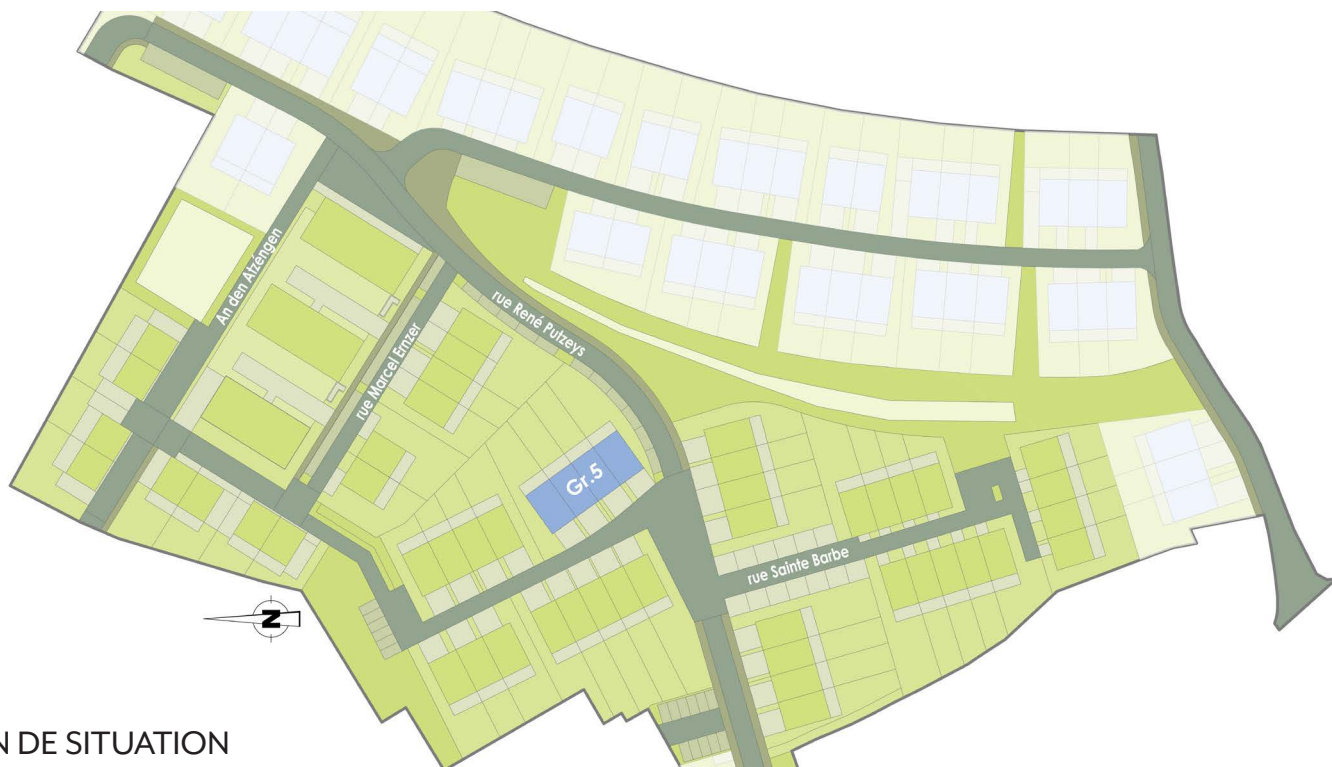 An den Atzéngen
rue Marcel Ernzer
rue René Putzeys
Gr.5
rue Sainte Barbe
N
N DE SITUATION